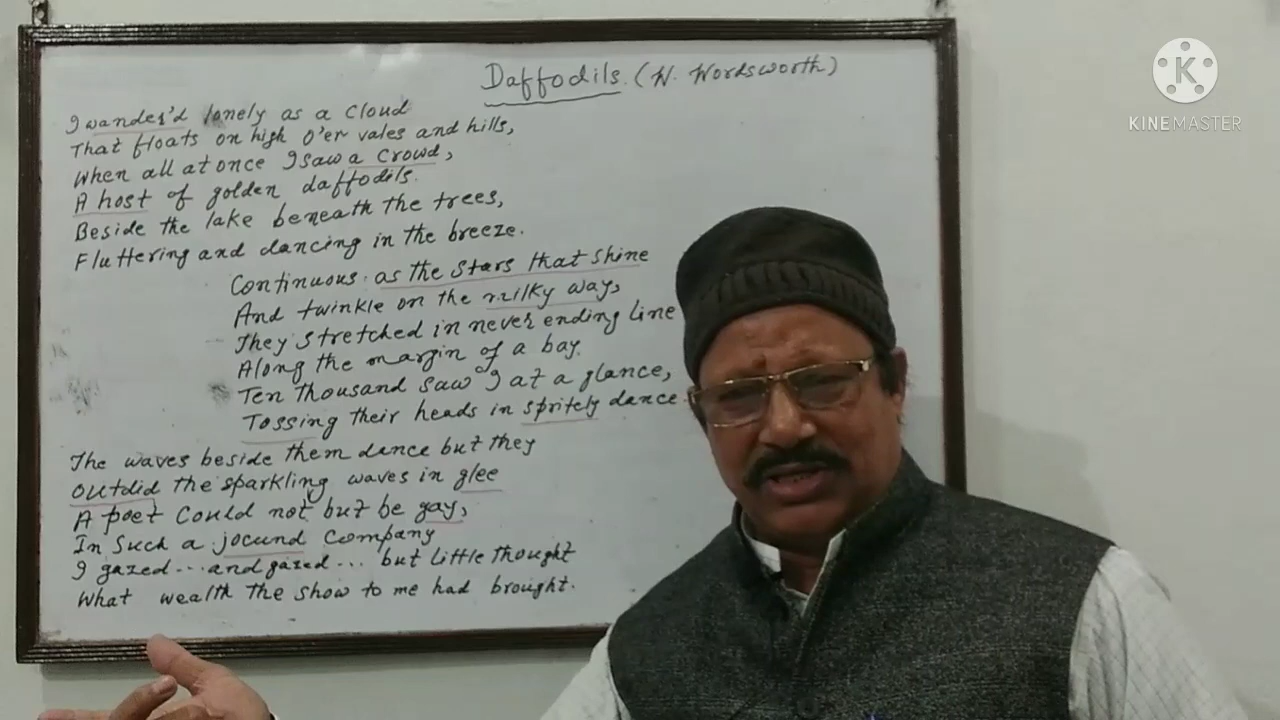 Daffodils. (W. Wordsworth)
I wander'd lonely as a cloud
That floats on high o'er vales and hills,
When all at once I saw a crowd,
A host of golden daffodils.
Beside the lake beneath the trees,
Fluttering and dancing in the breeze.
Continuous as the stars that shine
And twinkle on the milky way,
They stretched in never ending line
Along the margin of a bay.
Ten Thousand saw I at a glance,
Tossing their heads in spritely dance
The waves beside them dance but they
outdid the sparkling waves in glee
A poet could not but be gay,
In such a jocund company
I gazed... and gazed... but little thought
What wealth the show to me had brought.
K
KINEMASTER